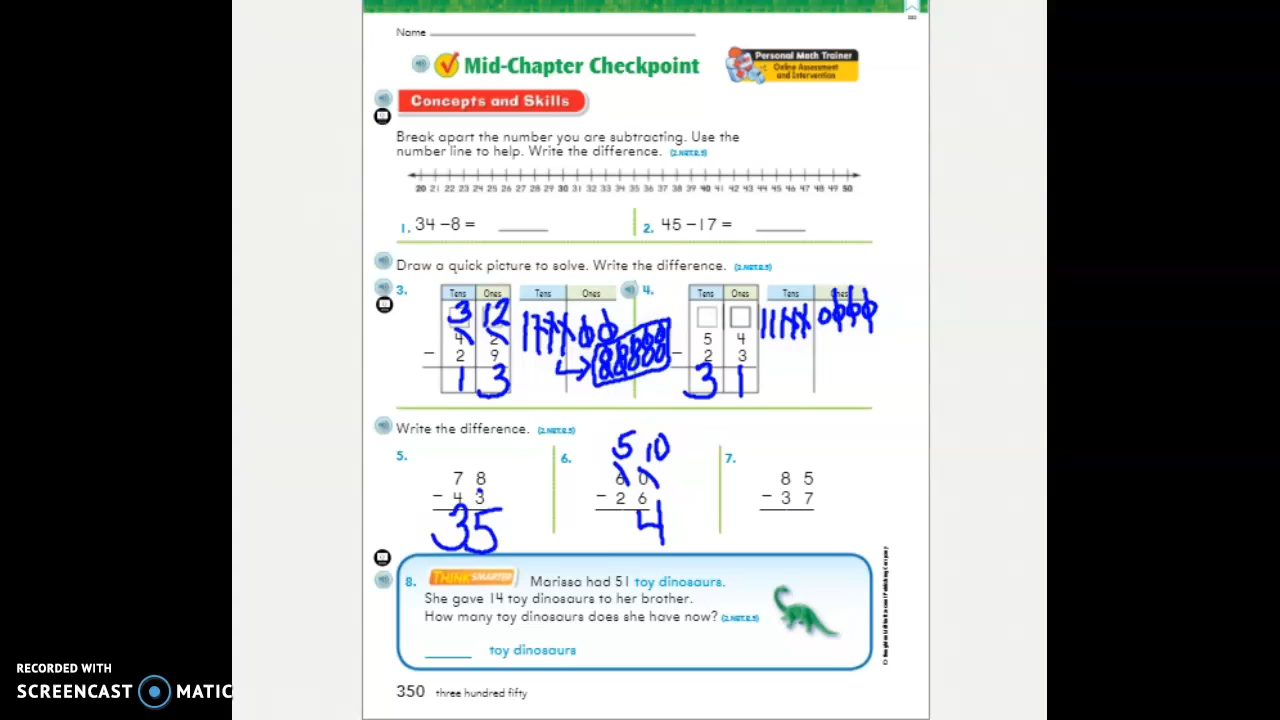 Name
Mid-Chapter Checkpoint
Personal Math Trainer
Online Assessment
and Intervention
Concepts and Skills
Break apart the number you are subtracting. Use the
number line to help. Write the difference.
20 21 22 23 24 25 26 27 28 29 30 31 32 33 34 35 36 37 38 39 40 41 42 43 44 45 46 47 48 49 50
1. 34 - 8 = 
2. 45 - 17 = 
Draw a quick picture to solve. Write the difference.
3.
Tens Ones
3 12
4 2
- 2 9
1 3
Tens Ones
4.
Tens Ones
5 4
- 2 3
3 1
Tens Ones
Write the difference.
5.
7 8
- 4 3
35
6.
5 10
6 0
- 2 6
4
7.
8 5
- 3 7
8. THINK SMARTER Marissa had 51 toy dinosaurs.
She gave 14 toy dinosaurs to her brother.
How many toy dinosaurs does she have now?
toy dinosaurs
350 three hundred fifty
RECORDED WITH
SCREENCAST MATIC